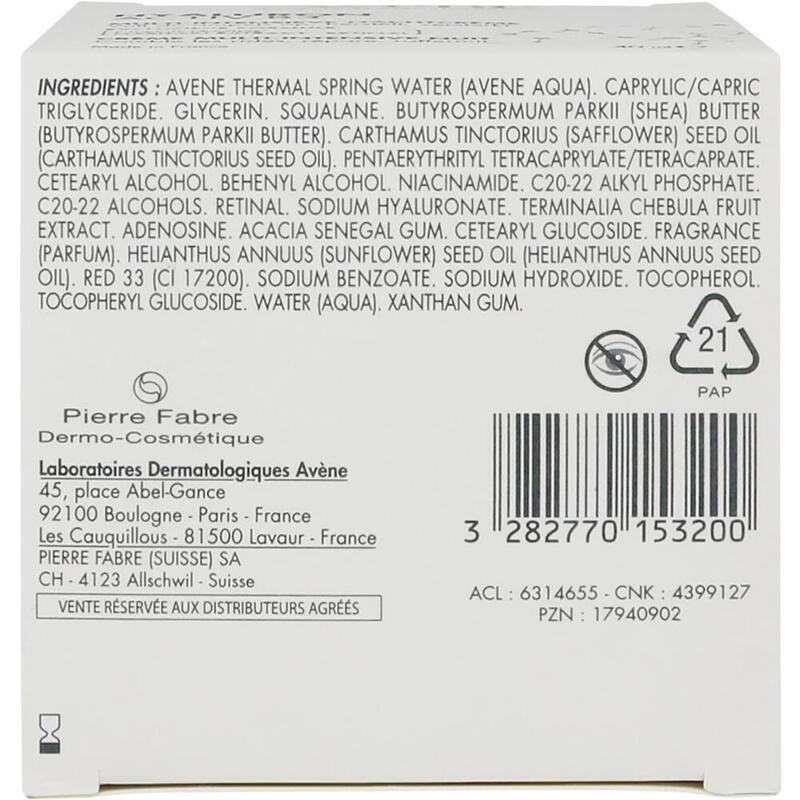 Made in France
40 ml e
INGREDIENTS : AVENE THERMAL SPRING WATER (AVENE AQUA). CAPRYLIC/CAPRIC
TRIGLYCERIDE. GLYCERIN. SQUALANE. BUTYROSPERMUM PARKII (SHEA) BUTTER
(BUTYROSPERMUM PARKII BUTTER). CARTHAMUS TINCTORIUS (SAFFLOWER) SEED OIL
(CARTHAMUS TINCTORIUS SEED OIL). PENTAERYTHRITYL TETRACAPRYLATE/TETRACAPRATE.
CETEARYL ALCOHOL. BEHENYL ALCOHOL. NIACINAMIDE. C20-22 ALKYL PHOSPHATE.
C20-22 ALCOHOLS. RETINAL. SODIUM HYALURONATE. TERMINALIA CHEBULA FRUIT
EXTRACT. ADENOSINE. ACACIA SENEGAL GUM. CETEARYL GLUCOSIDE. FRAGRANCE
(PARFUM). HELIANTHUS ANNUUS (SUNFLOWER) SEED OIL (HELIANTHUS ANNUUS SEED
OIL). RED 33 (CI 17200). SODIUM BENZOATE. SODIUM HYDROXIDE. TOCOPHEROL.
TOCOPHERYL GLUCOSIDE. WATER (AQUA). XANTHAN GUM.
21
PAP
Pierre Fabre
Dermo-Cosmétique
Laboratoires Dermatologiques Avène
45, place Abel-Gance
92100 Boulogne - Paris - France
Les Cauquillous - 81500 Lavaur - France
PIERRE FABRE (SUISSE) SA
CH - 4123 Allschwil - Suisse
VENTE RÉSERVÉE AUX DISTRIBUTEURS AGRÉÉS
3 282770 153200
ACL : 6314655 - CNK : 4399127
PZN : 17940902